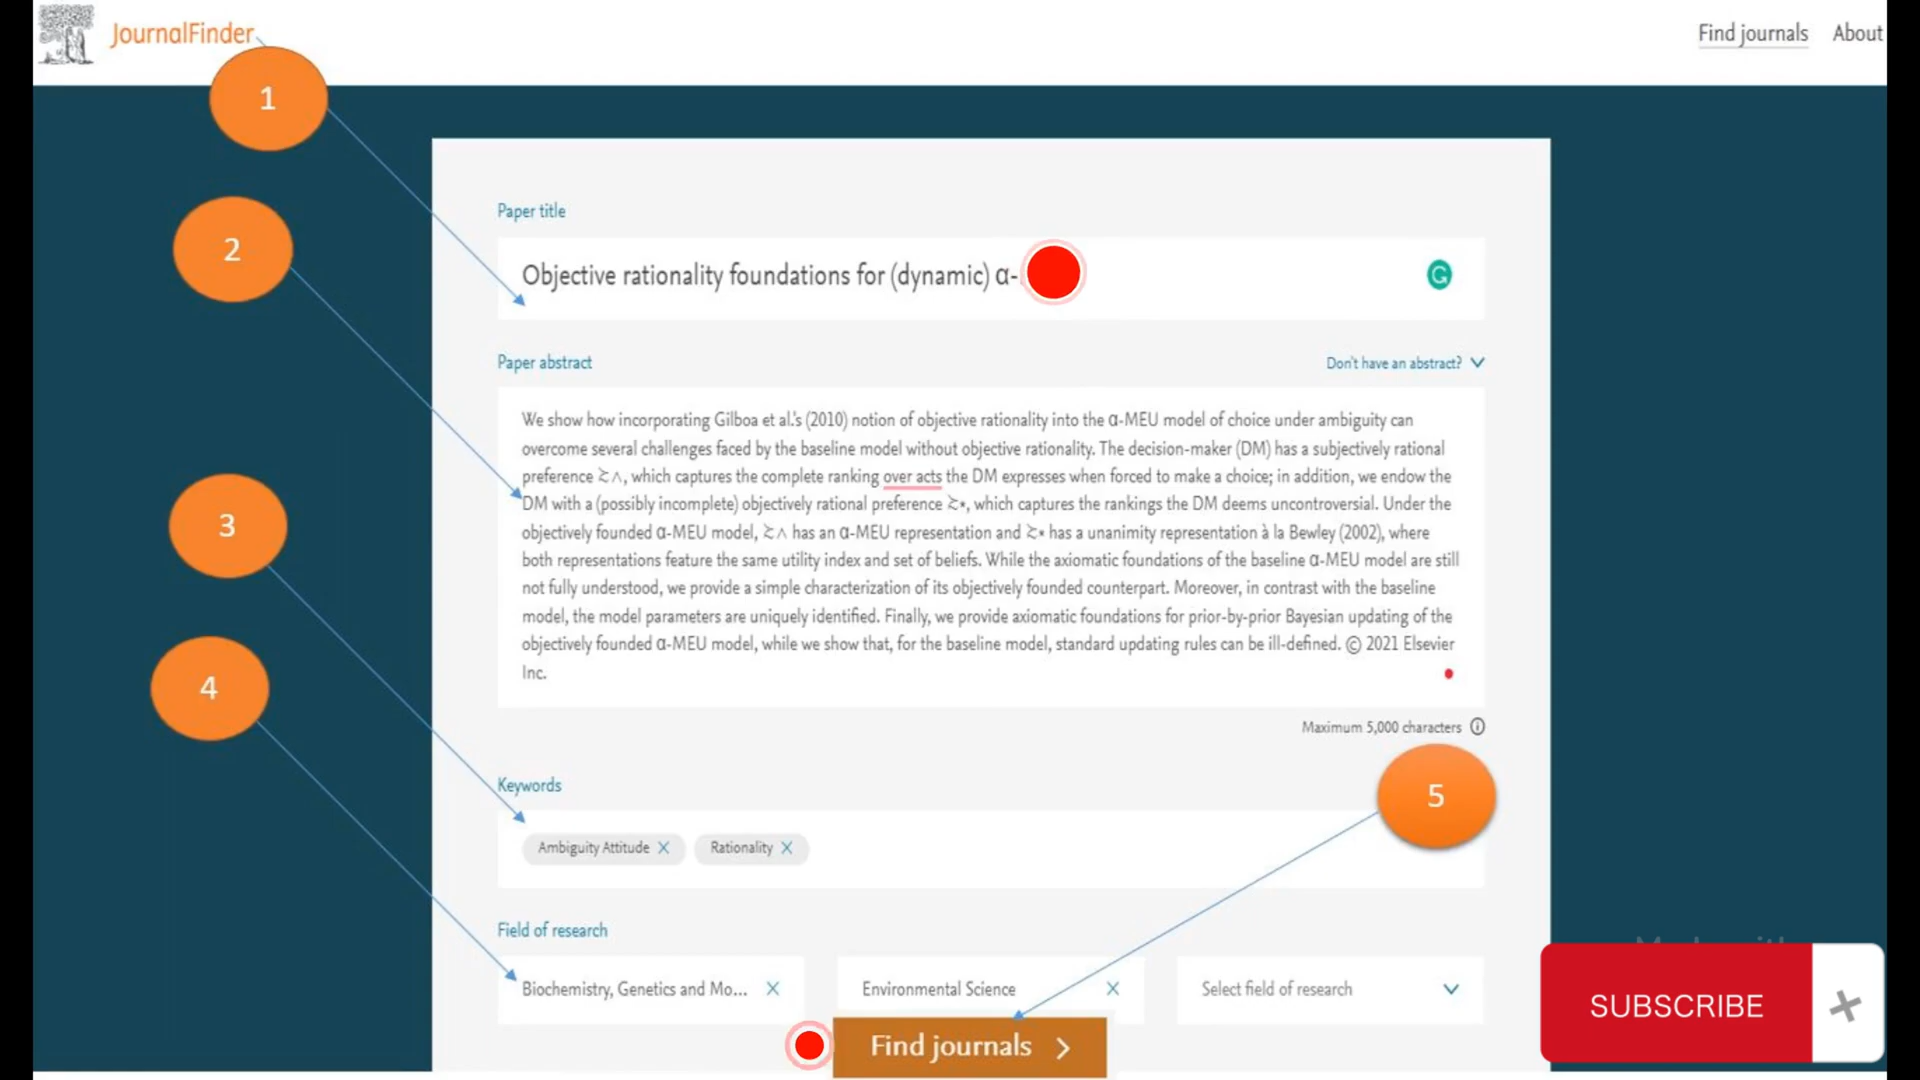 JournalFinder
Find journals
About
1
Paper title
2
Objective rationality foundations for (dynamic) α-
Paper abstract
Don't have an abstract?
We show how incorporating Gilboa et al.'s (2010) notion of objective rationality into the α-MEU model of choice under ambiguity can
overcome several challenges faced by the baseline model without objective rationality. The decision-maker (DM) has a subjectively rational
preference ≿∧, which captures the complete ranking over acts the DM expresses when forced to make a choice; in addition, we endow the
DM with a (possibly incomplete) objectively rational preference ≿*, which captures the rankings the DM deems uncontroversial. Under the
objectively founded α-MEU model, ≿∧ has an α-MEU representation and ≿* has a unanimity representation à la Bewley (2002), where
both representations feature the same utility index and set of beliefs. While the axiomatic foundations of the baseline α-MEU model are still
not fully understood, we provide a simple characterization of its objectively founded counterpart. Moreover, in contrast with the baseline
model, the model parameters are uniquely identified. Finally, we provide axiomatic foundations for prior-by-prior Bayesian updating of the
objectively founded α-MEU model, while we show that, for the baseline model, standard updating rules can be ill-defined. © 2021 Elsevier
Inc.
3
4
Maximum 5,000 characters
5
Keywords
Ambiguity Attitude
Rationality
Field of research
Biochemistry, Genetics and Mo...
Environmental Science
Select field of research
Find journals
SUBSCRIBE